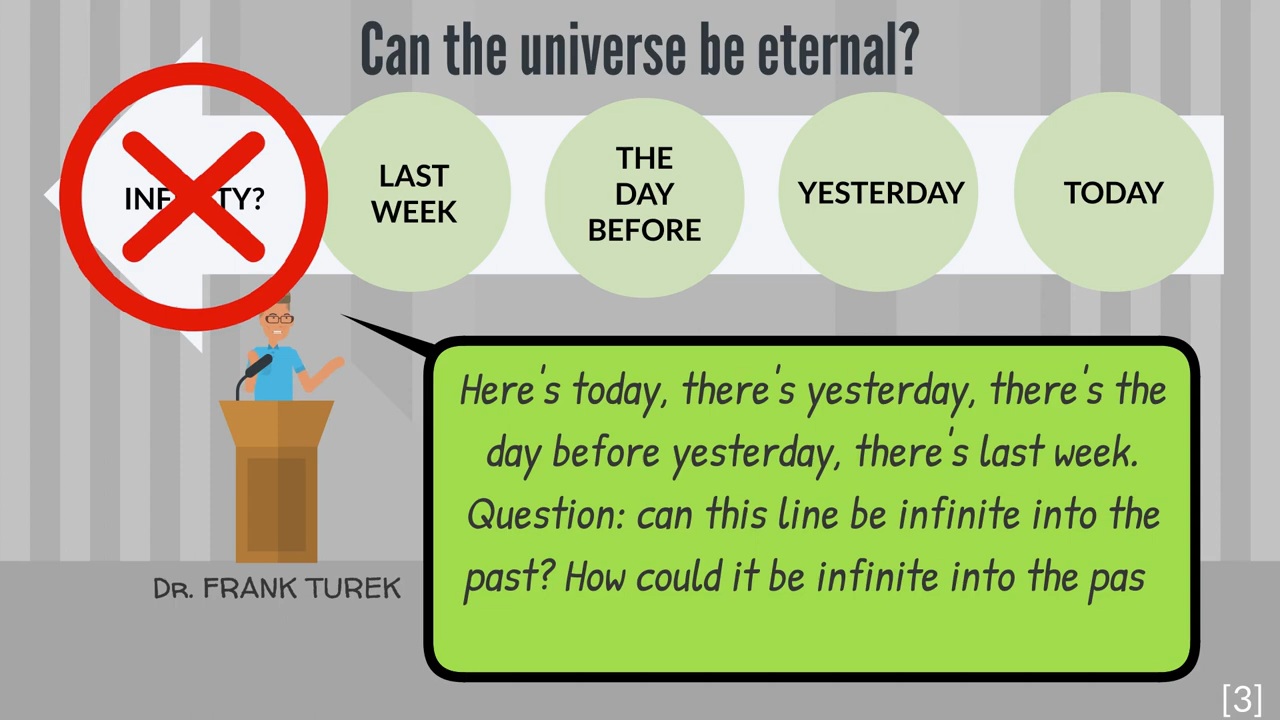 Can the universe be eternal?
LAST
WEEK
THE
DAY
BEFORE
YESTERDAY
TODAY
Here's today, there's yesterday, there's the
day before yesterday, there's last week.
Question: can this line be infinite into the
past? How could it be infinite into the pas
DR. FRANK TUREK
[3]